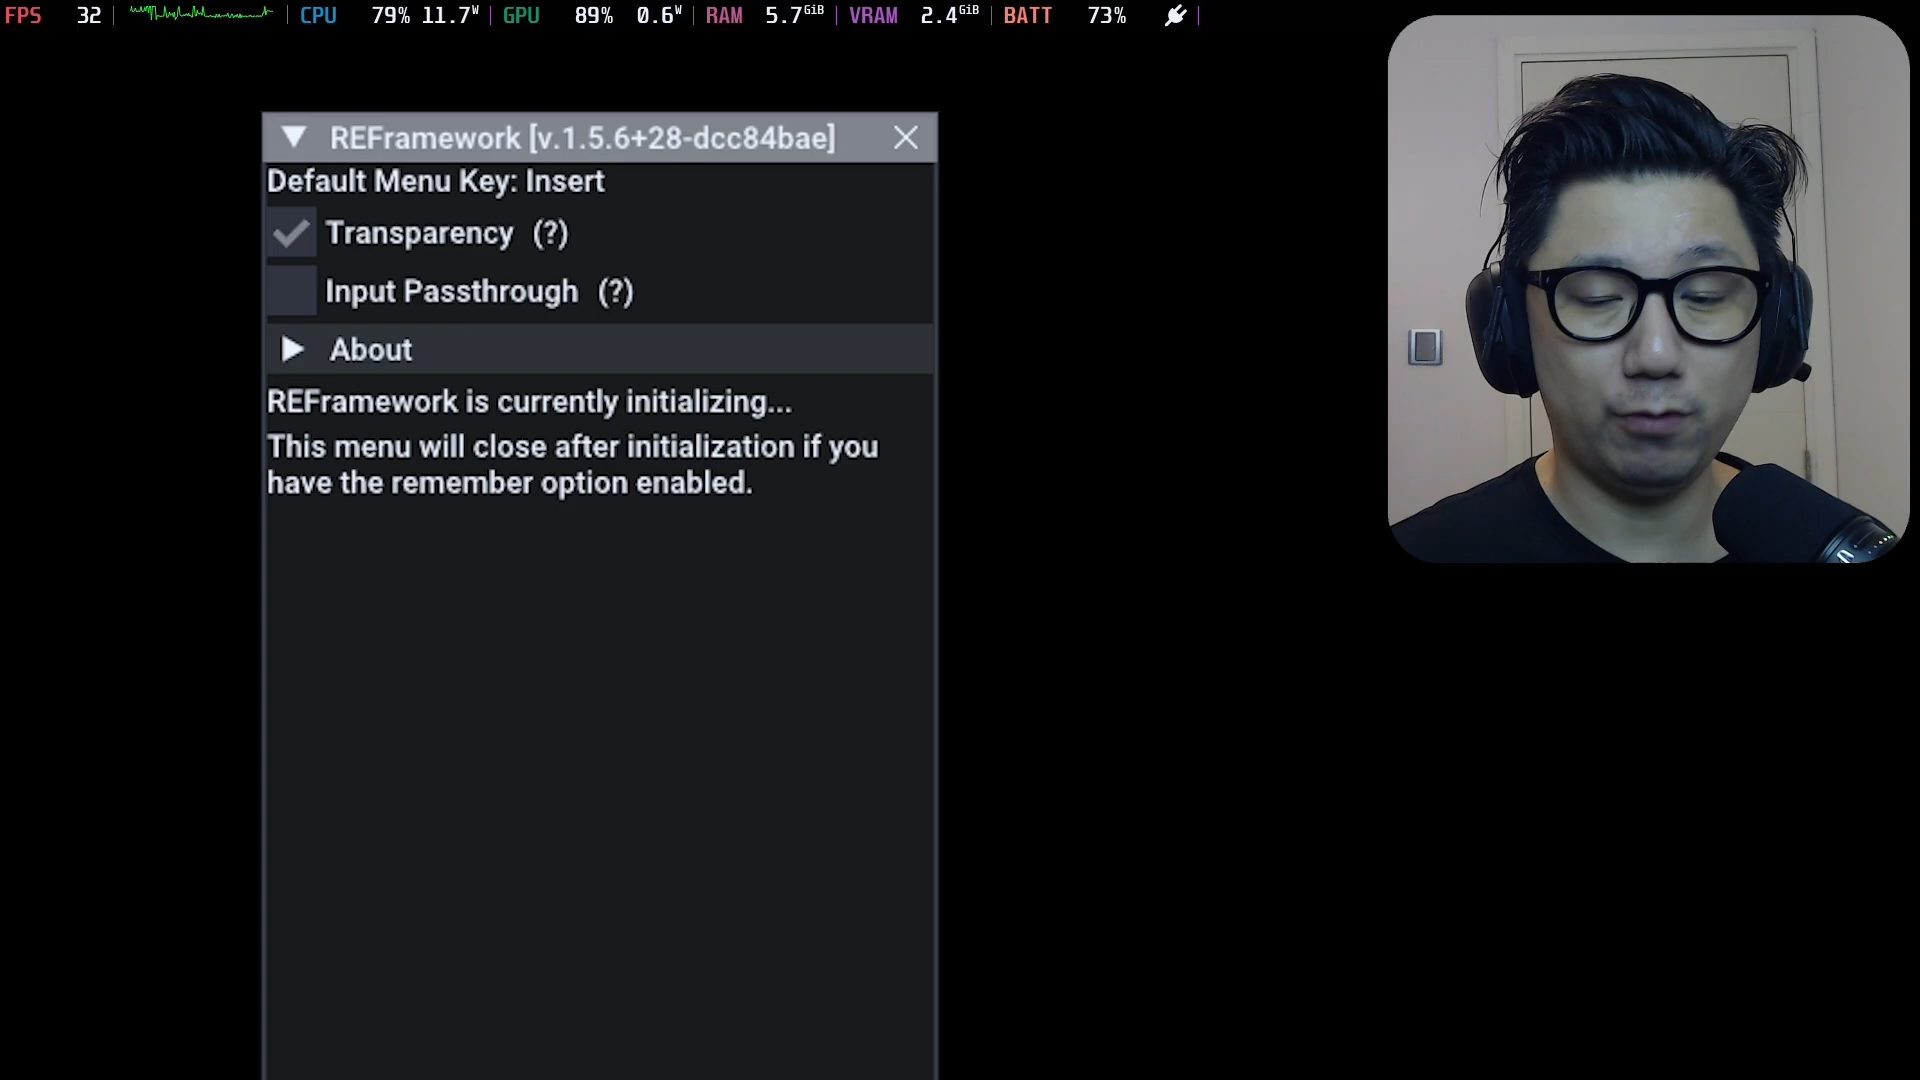 FPS 32 CPU 79% 11.7W GPU 89% 0.6W RAM 5.7GiB VRAM 2.4GiB BATT 73%
REFramework [v.1.5.6+28-dcc84bae]
Default Menu Key: Insert
Transparency (?)
Input Passthrough (?)
About
REFramework is currently initializing...
This menu will close after initialization if you
have the remember option enabled.